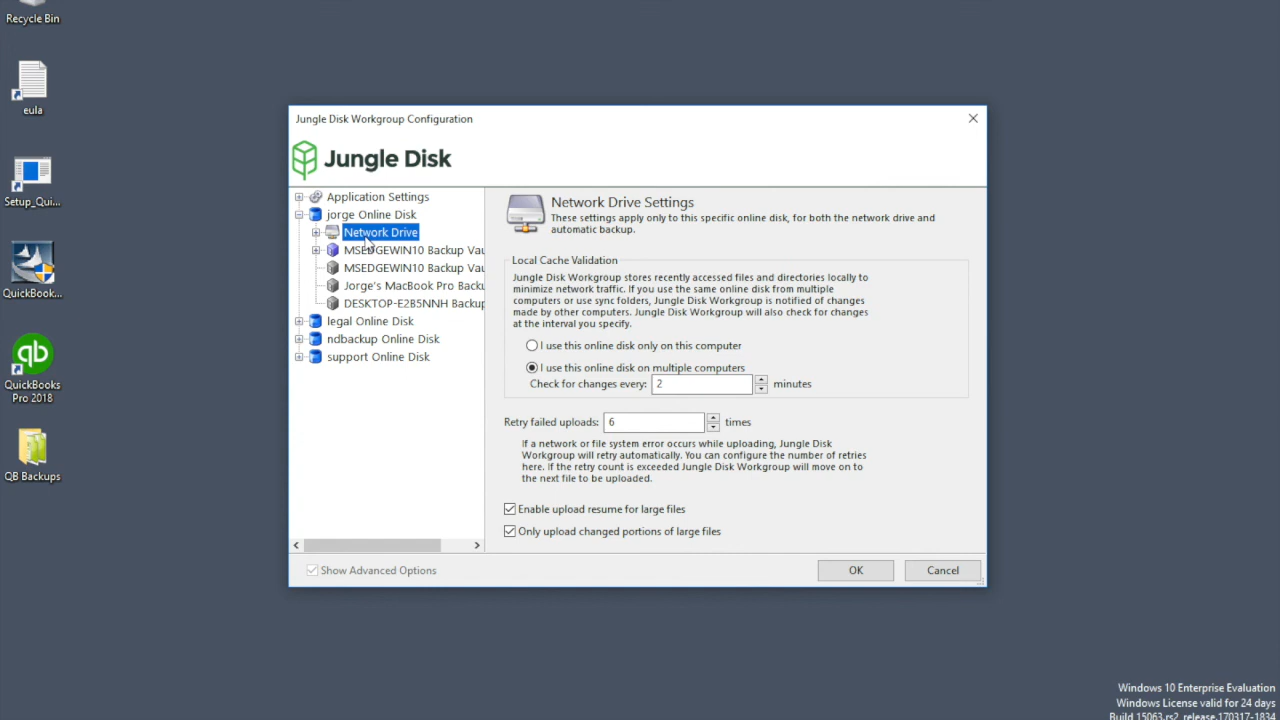 Recycle Bin
eula
Setup_Qui...
QuickBook...
qb
QuickBooks
Pro 2018
QB Backups
Jungle Disk Workgroup Configuration
Jungle Disk
Application Settings
jorge Online Disk
Network Drive
MSEDGEWIN10 Backup Vau
MSEDGEWIN10 Backup Vau
Jorge's MacBook Pro Backu
DESKTOP-E2B5NNH Backup
legal Online Disk
ndbackup Online Disk
support Online Disk
Network Drive Settings
These settings apply only to this specific online disk, for both the network drive and
automatic backup.
Local Cache Validation
Jungle Disk Workgroup stores recently accessed files and directories locally to
minimize network traffic. If you use the same online disk from multiple
computers or use sync folders, Jungle Disk Workgroup is notified of changes
made by other computers. Jungle Disk Workgroup will also check for changes
at the interval you specify.
I use this online disk only on this computer
I use this online disk on multiple computers
Check for changes every: 2 minutes
Retry failed uploads: 6 times
If a network or file system error occurs while uploading, Jungle Disk
Workgroup will retry automatically. You can configure the number of retries
here. If the retry count is exceeded Jungle Disk Workgroup will move on to
the next file to be uploaded.
Enable upload resume for large files
Only upload changed portions of large files
Show Advanced Options
OK
Cancel
Windows 10 Enterprise Evaluation
Windows License valid for 24 days
Build 15063.rs2_release.170317-1834